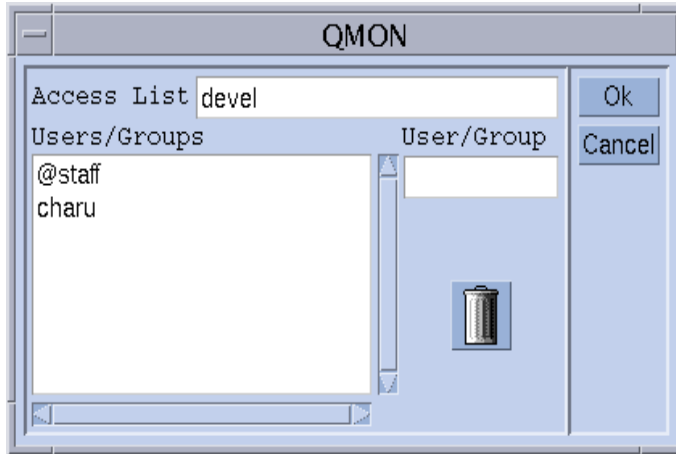 QMON
Access List devel
Ok
Users/Groups User/Group
Cancel
@staff
charu